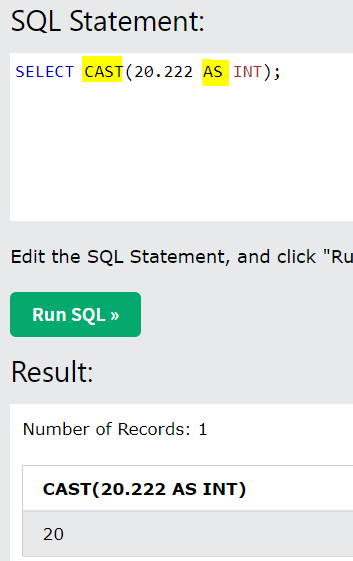 SQL Statement:
SELECT CAST(20.222 AS INT);
Edit the SQL Statement, and click "Ru
Run SQL »
Result:
Number of Records: 1
CAST(20.222 AS INT)
20